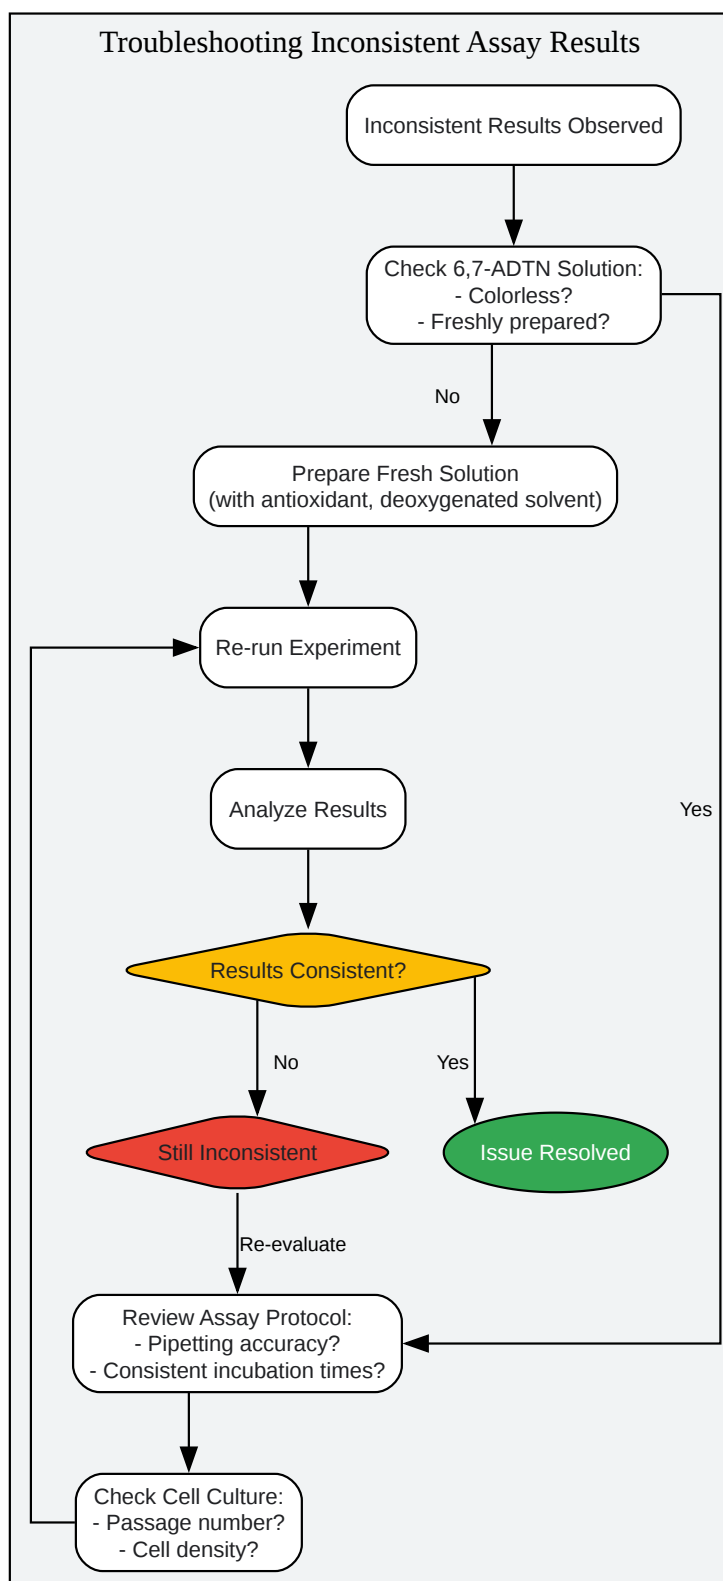 Troubleshooting Inconsistent Assay Results
Inconsistent Results Observed
Check 6,7-ADTN Solution:
- Colorless?
- Freshly prepared?
No
Prepare Fresh Solution
(with antioxidant, deoxygenated solvent)
Re-run Experiment
Analyze Results
Yes
Results Consistent?
No
Yes
Still Inconsistent
Issue Resolved
Re-evaluate
Review Assay Protocol:
- Pipetting accuracy?
- Consistent incubation times?
Check Cell Culture:
- Passage number?
- Cell density?